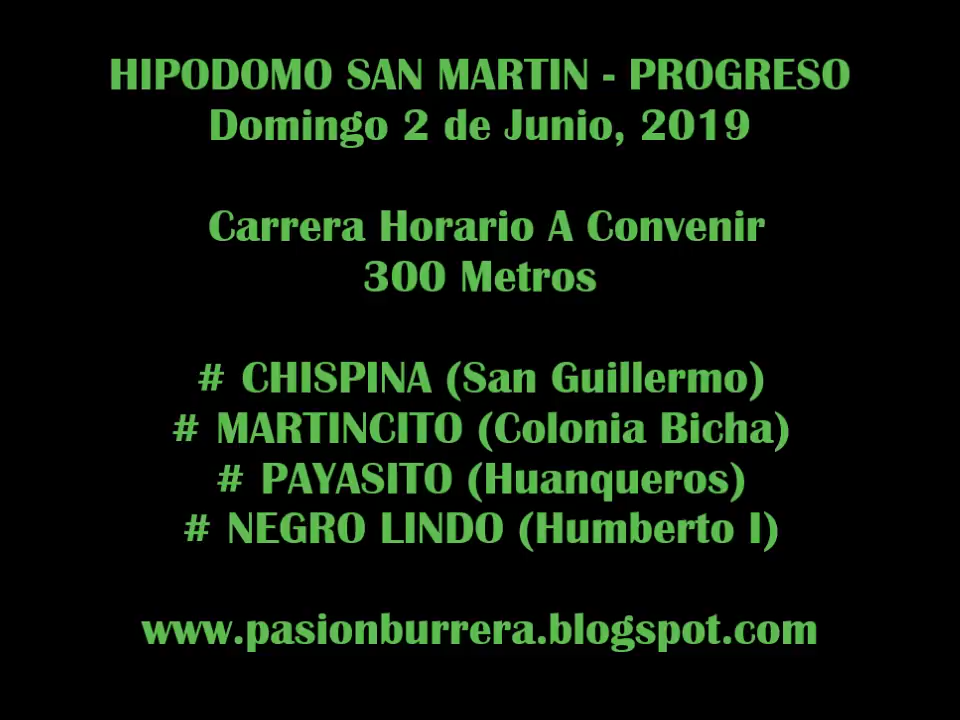 HIPODOMO SAN MARTIN - PROGRESO
Domingo 2 de Junio, 2019
Carrera Horario A Convenir
300 Metros
# CHISPINA (San Guillermo)
# MARTINCITO (Colonia Bicha)
# PAYASITO (Huanqueros)
# NEGRO LINDO (Humberto I)
www.pasionburrera.blogspot.com